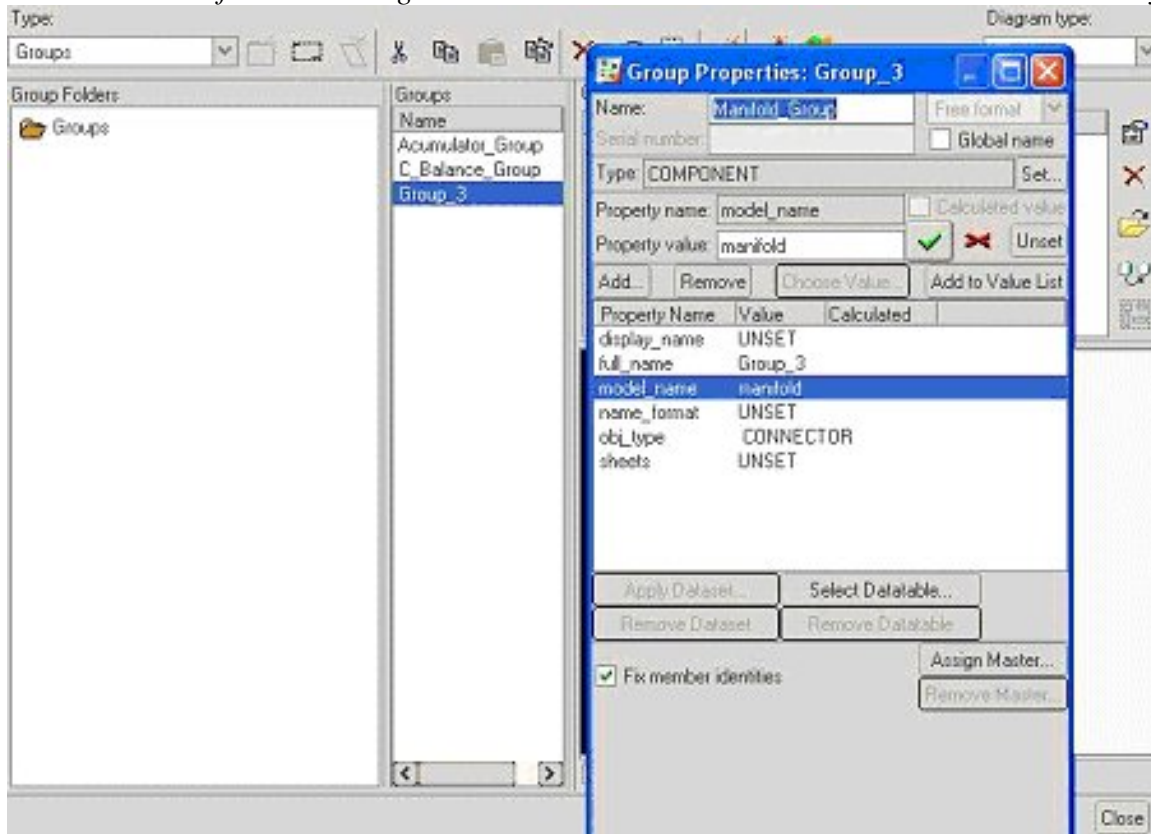 Type:
Diagram type:
Groups
Group Folders
Groups
Groups
Name
Acumulator_Group
C_Balance_Group
Group_3
Group Properties: Group_3
Name: Manifold_Group Free format
Serial number: Global name
Type: COMPONENT Set...
Property name: model_name Calculated value
Property value: manifold Unset
Add... Remove Choose Value... Add to Value List
Property Name Value Calculated
display_name UNSET
full_name Group_3
model_name manifold
name_format UNSET
obj_type CONNECTOR
sheets UNSET
Apply Dataset... Select Datatable...
Remove Dataset Remove Datatable
Fix member identities
Assign Master...
Remove Master...
Close